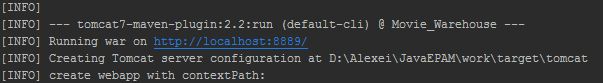 [INFO]
[INFO] --- tomcat7-maven-plugin:2.2:run (default-cli) @ Movie_Warehouse ---
[INFO] Running war on http://localhost:8889/
[INFO] Creating Tomcat server configuration at D:\Alexei\JavaEPAM\work\target\tomcat
[INFO] create webapp with contextPath: